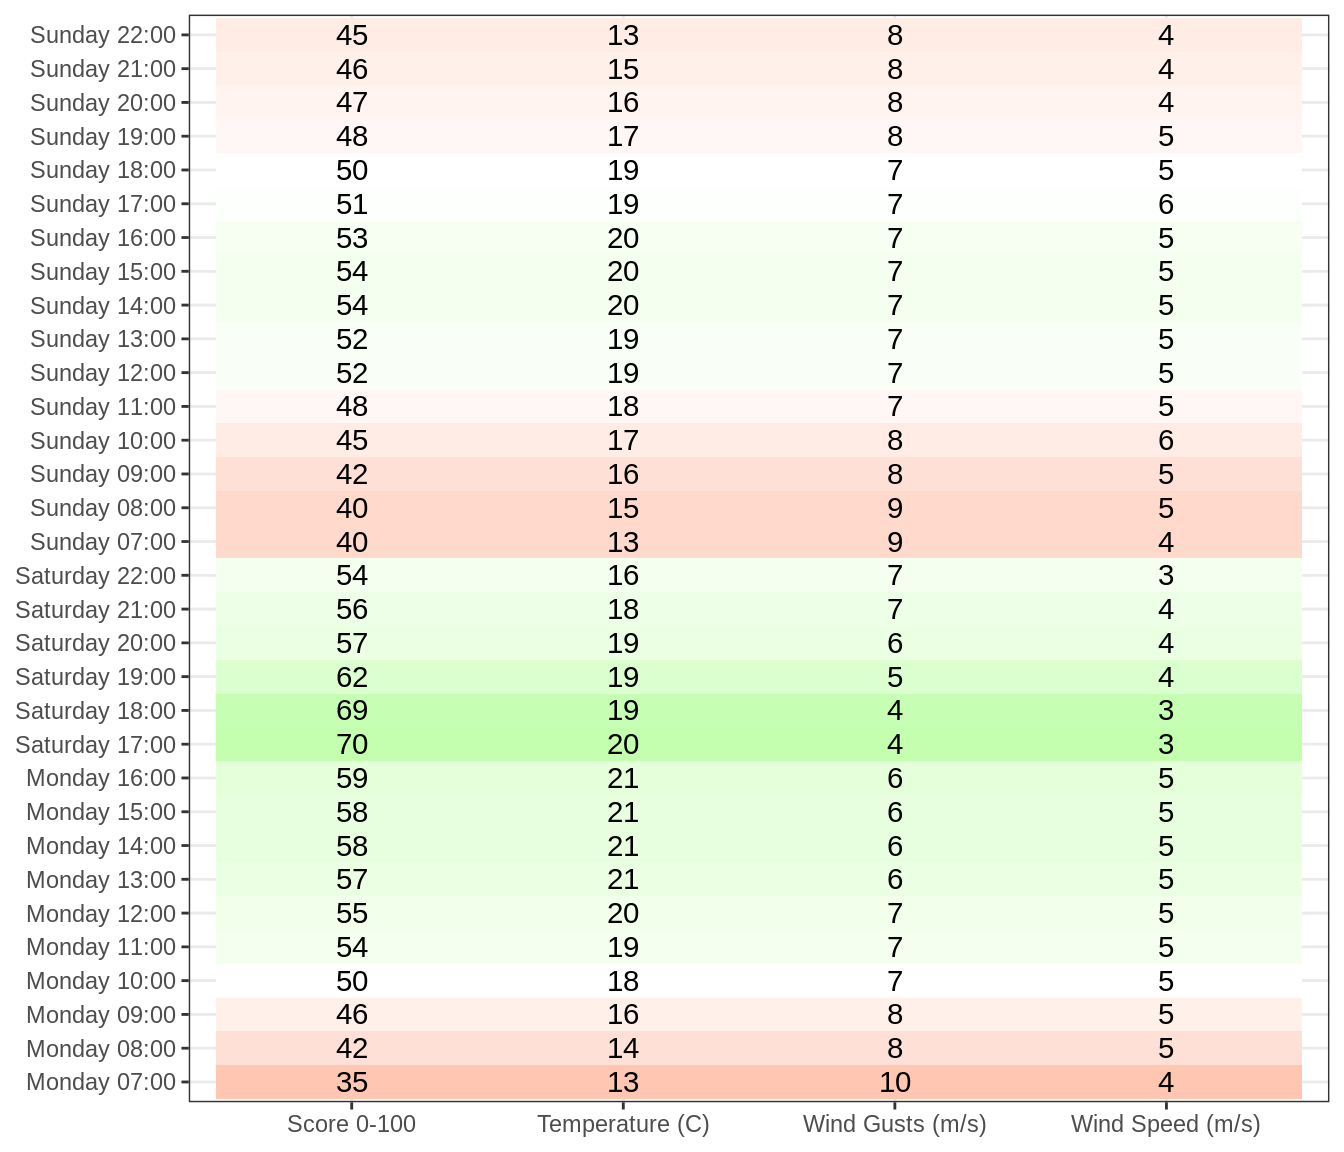 Sunday 22:00 45 13 8 4
Sunday 21:00 46 15 8 4
Sunday 20:00 47 16 8 4
Sunday 19:00 48 17 8 5
Sunday 18:00 50 19 7 5
Sunday 17:00 51 19 7 6
Sunday 16:00 53 20 7 5
Sunday 15:00 54 20 7 5
Sunday 14:00 54 20 7 5
Sunday 13:00 52 19 7 5
Sunday 12:00 52 19 7 5
Sunday 11:00 48 18 7 5
Sunday 10:00 45 17 8 6
Sunday 09:00 42 16 8 5
Sunday 08:00 40 15 9 5
Sunday 07:00 40 13 9 4
Saturday 22:00 54 16 7 3
Saturday 21:00 56 18 7 4
Saturday 20:00 57 19 6 4
Saturday 19:00 62 19 5 4
Saturday 18:00 69 19 4 3
Saturday 17:00 70 20 4 3
Monday 16:00 59 21 6 5
Monday 15:00 58 21 6 5
Monday 14:00 58 21 6 5
Monday 13:00 57 21 6 5
Monday 12:00 55 20 7 5
Monday 11:00 54 19 7 5
Monday 10:00 50 18 7 5
Monday 09:00 46 16 8 5
Monday 08:00 42 14 8 5
Monday 07:00 35 13 10 4
Score 0-100 Temperature (C) Wind Gusts (m/s) Wind Speed (m/s)